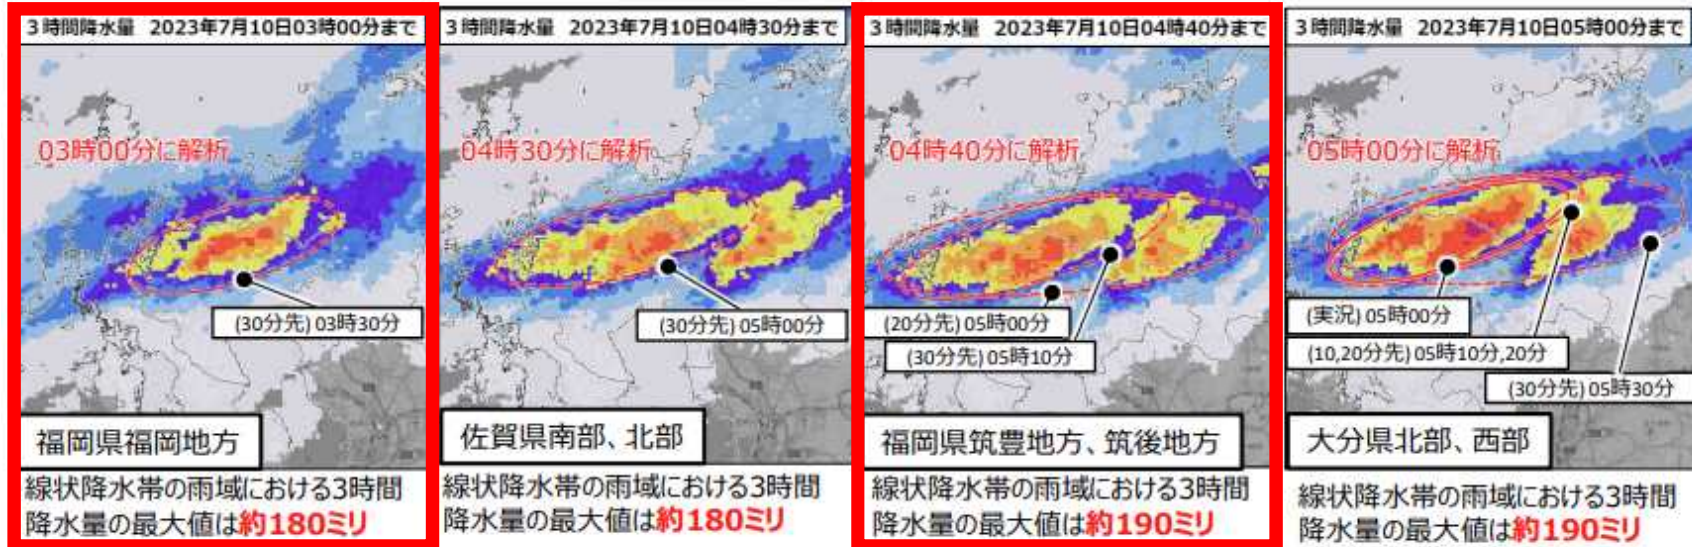 ３時間降水量 2023年7月10日03時00分まで
03時00分に解析
(30分先) 03時30分
福岡県福岡地方
線状降水帯の雨域における3時間
降水量の最大値は約180ミリ
３時間降水量 2023年7月10日04時30分まで
04時30分に解析
(30分先) 05時00分
佐賀県南部、北部
線状降水帯の雨域における3時間
降水量の最大値は約180ミリ
３時間降水量 2023年7月10日04時40分まで
04時40分に解析
(20分先) 05時00分
(30分先) 05時10分
福岡県筑豊地方、筑後地方
線状降水帯の雨域における3時間
降水量の最大値は約190ミリ
３時間降水量 2023年7月10日05時00分まで
05時00分に解析
(実況) 05時00分
(10,20分先) 05時10分,20分
(30分先) 05時30分
大分県北部、西部
線状降水帯の雨域における3時間
降水量の最大値は約190ミリ